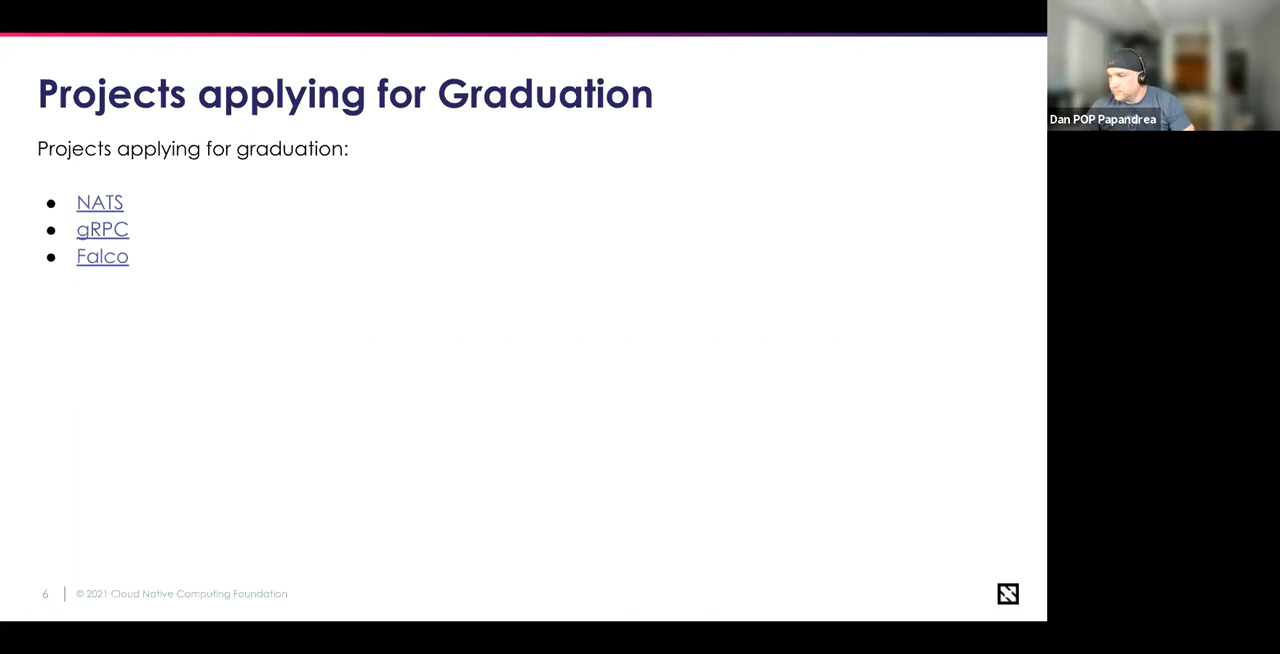 Projects applying for Graduation
Projects applying for graduation:
● NATS
● gRPC
● Falco
6
© 2021 Cloud Native Computing Foundation
Dan POP Papandrea